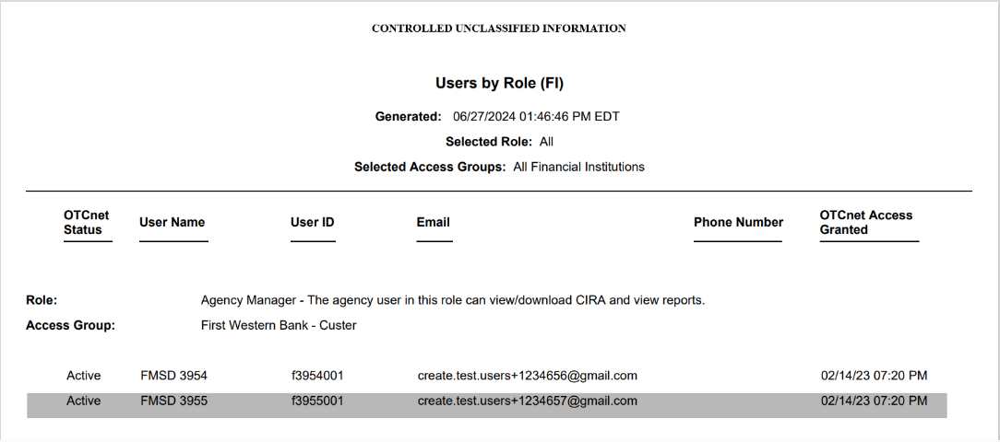 CONTROLLED UNCLASSIFIED INFORMATION
Users by Role (FI)
Generated: 06/27/2024 01:46:46 PM EDT
Selected Role: All
Selected Access Groups: All Financial Institutions
OTCnet Status User Name User ID Email Phone Number OTCnet Access Granted
Role: Agency Manager - The agency user in this role can view/download CIRA and view reports.
Access Group: First Western Bank - Custer
Active FMSD 3954 f3954001 create.test.users+1234656@gmail.com 02/14/23 07:20 PM
Active FMSD 3955 f3955001 create.test.users+1234657@gmail.com 02/14/23 07:20 PM